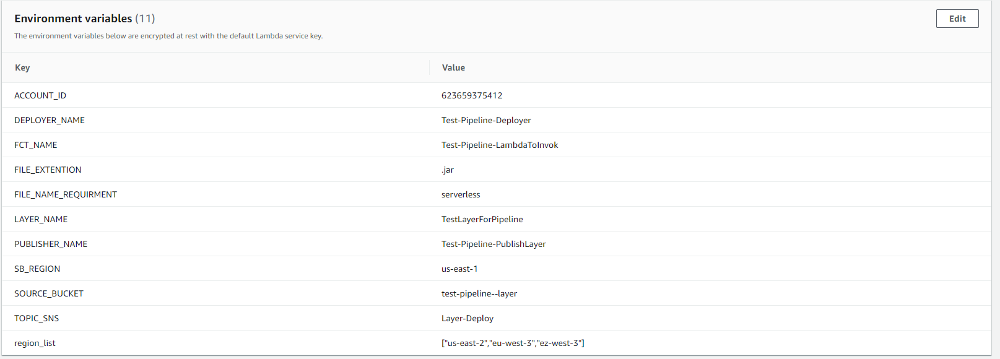 Environment variables (11)
Edit
The environment variables below are encrypted at rest with the default Lambda service key.
Key Value
ACCOUNT_ID 623659375412
DEPLOYER_NAME Test-Pipeline-Deployer
FCT_NAME Test-Pipeline-LambdaToInvok
FILE_EXTENTION .jar
FILE_NAME_REQUIRMENT serverless
LAYER_NAME TestLayerForPipeline
PUBLISHER_NAME Test-Pipeline-PublishLayer
SB_REGION us-east-1
SOURCE_BUCKET test-pipeline--layer
TOPIC_SNS Layer-Deploy
region_list ["us-east-2","eu-west-3","ez-west-3"]